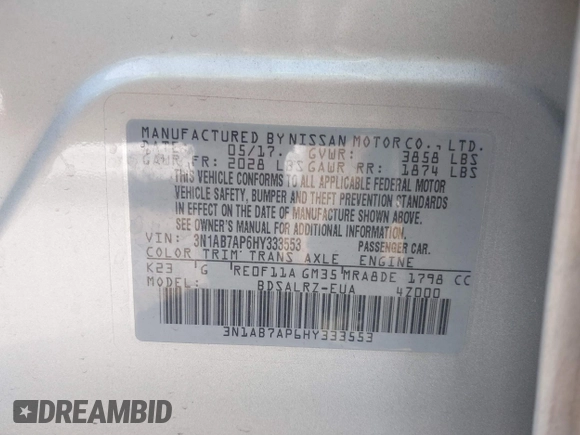 MANUFACTURED BY NISSAN MOTOR CO., LTD.
DATE: 05/17. GVWR: 3858 LBS
GAWR FR: 2028 LBS GAWR RR: 1874 LBS
THIS VEHICLE CONFORMS TO ALL APPLICABLE FEDERAL MOTOR
VEHICLE SAFETY, BUMPER AND THEFT PREVENTION STANDARDS
IN EFFECT ON THE DATE OF MANUFACTURE SHOWN ABOVE.
SEE OWNER'S MANUAL FOR ADDITIONAL INFORMATION.
VIN: 3N1AB7AP6HY333553 PASSENGER CAR.
COLOR TRIM TRANS AXLE ENGINE
K23 G RE0F11A GM35 MRA8DE 1798 CC
MODEL: BDSALRZ-EUA 4Z000
3N1AB7AP6HY333553
DREAMBID